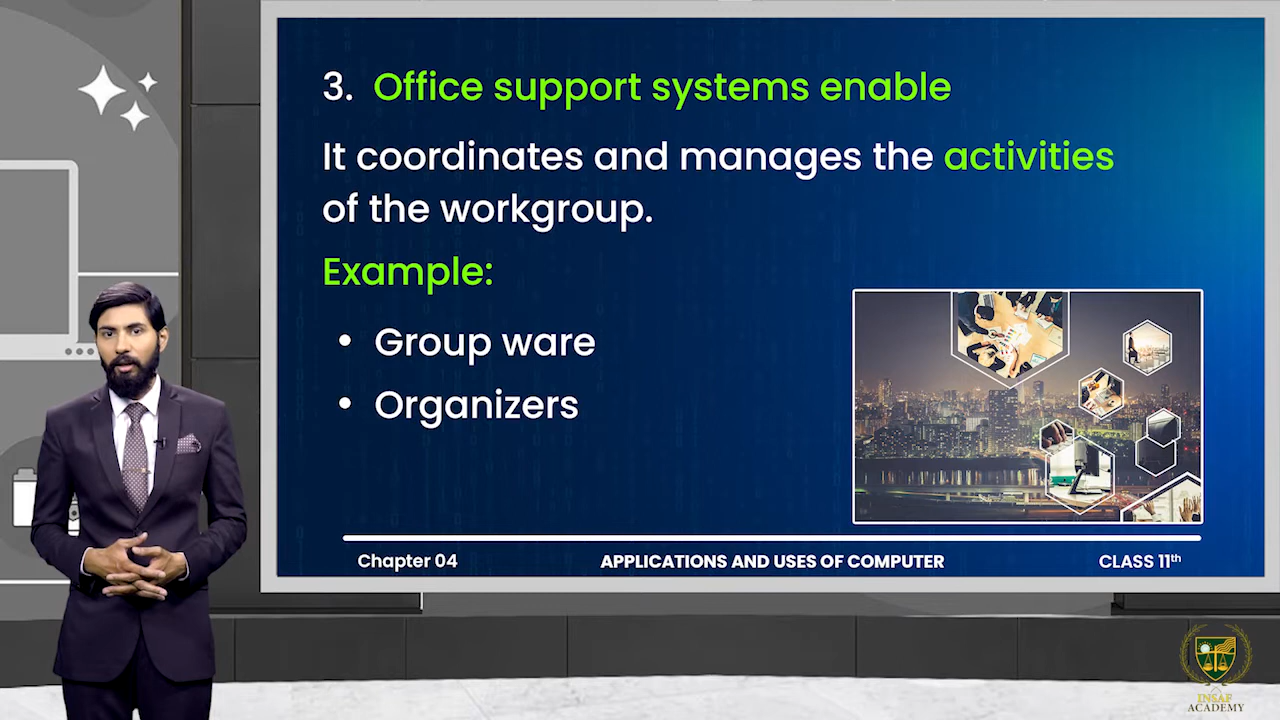 3. Office support systems enable
It coordinates and manages the activities
of the workgroup.
Example:
• Group ware
• Organizers
Chapter 04
APPLICATIONS AND USES OF COMPUTER
CLASS 11th
INSAF
ACADEMY